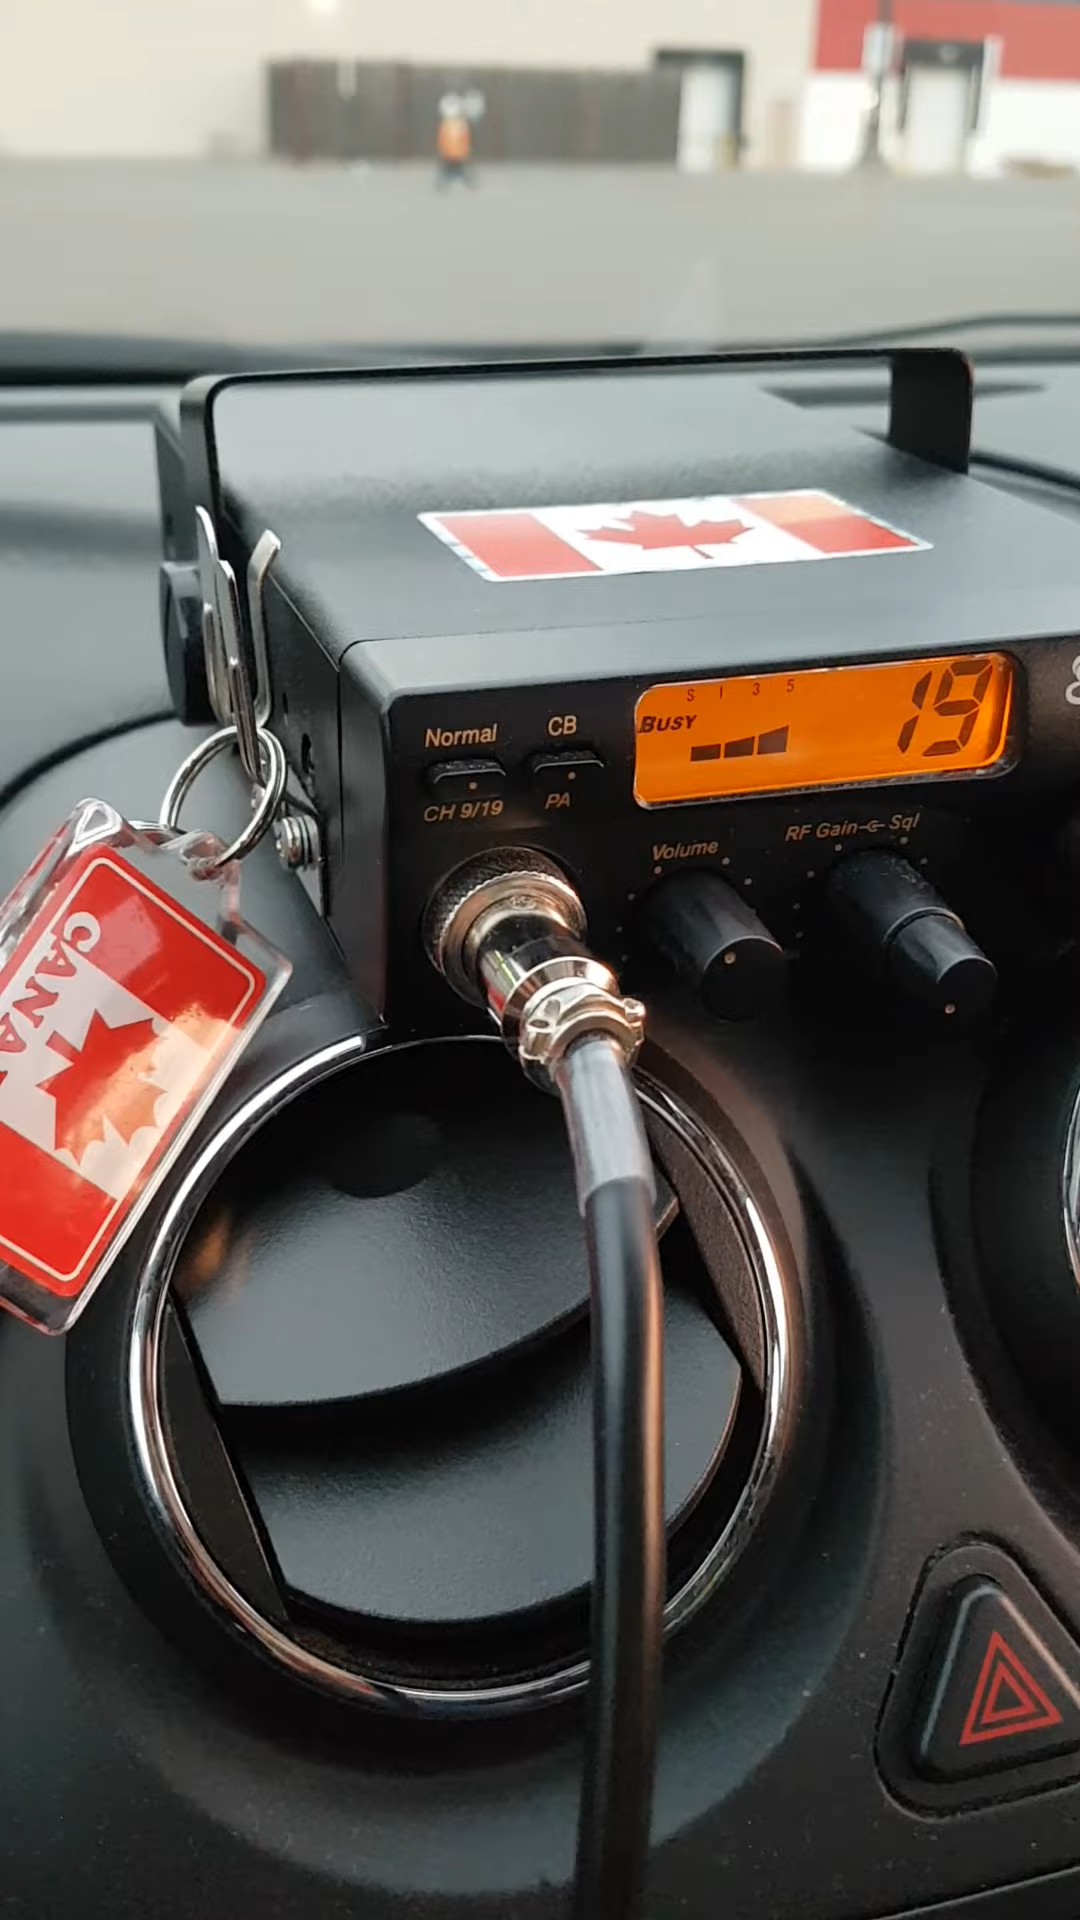 S 1 3 5
BUSY
19
Normal
CB
CH 9/19
PA
Volume
RF Gain Sql
CANA